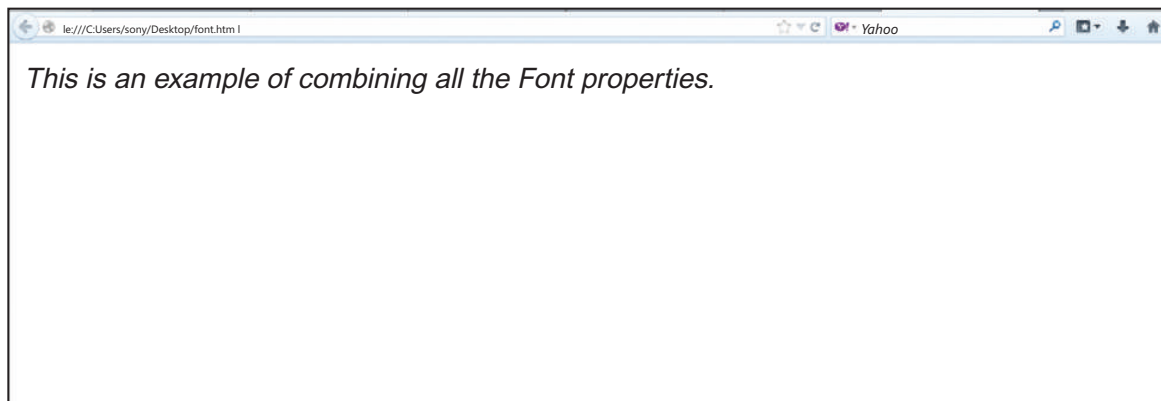 le:///C:Users/sony/Desktop/font.htm l Yahoo
This is an example of combining all the Font properties.